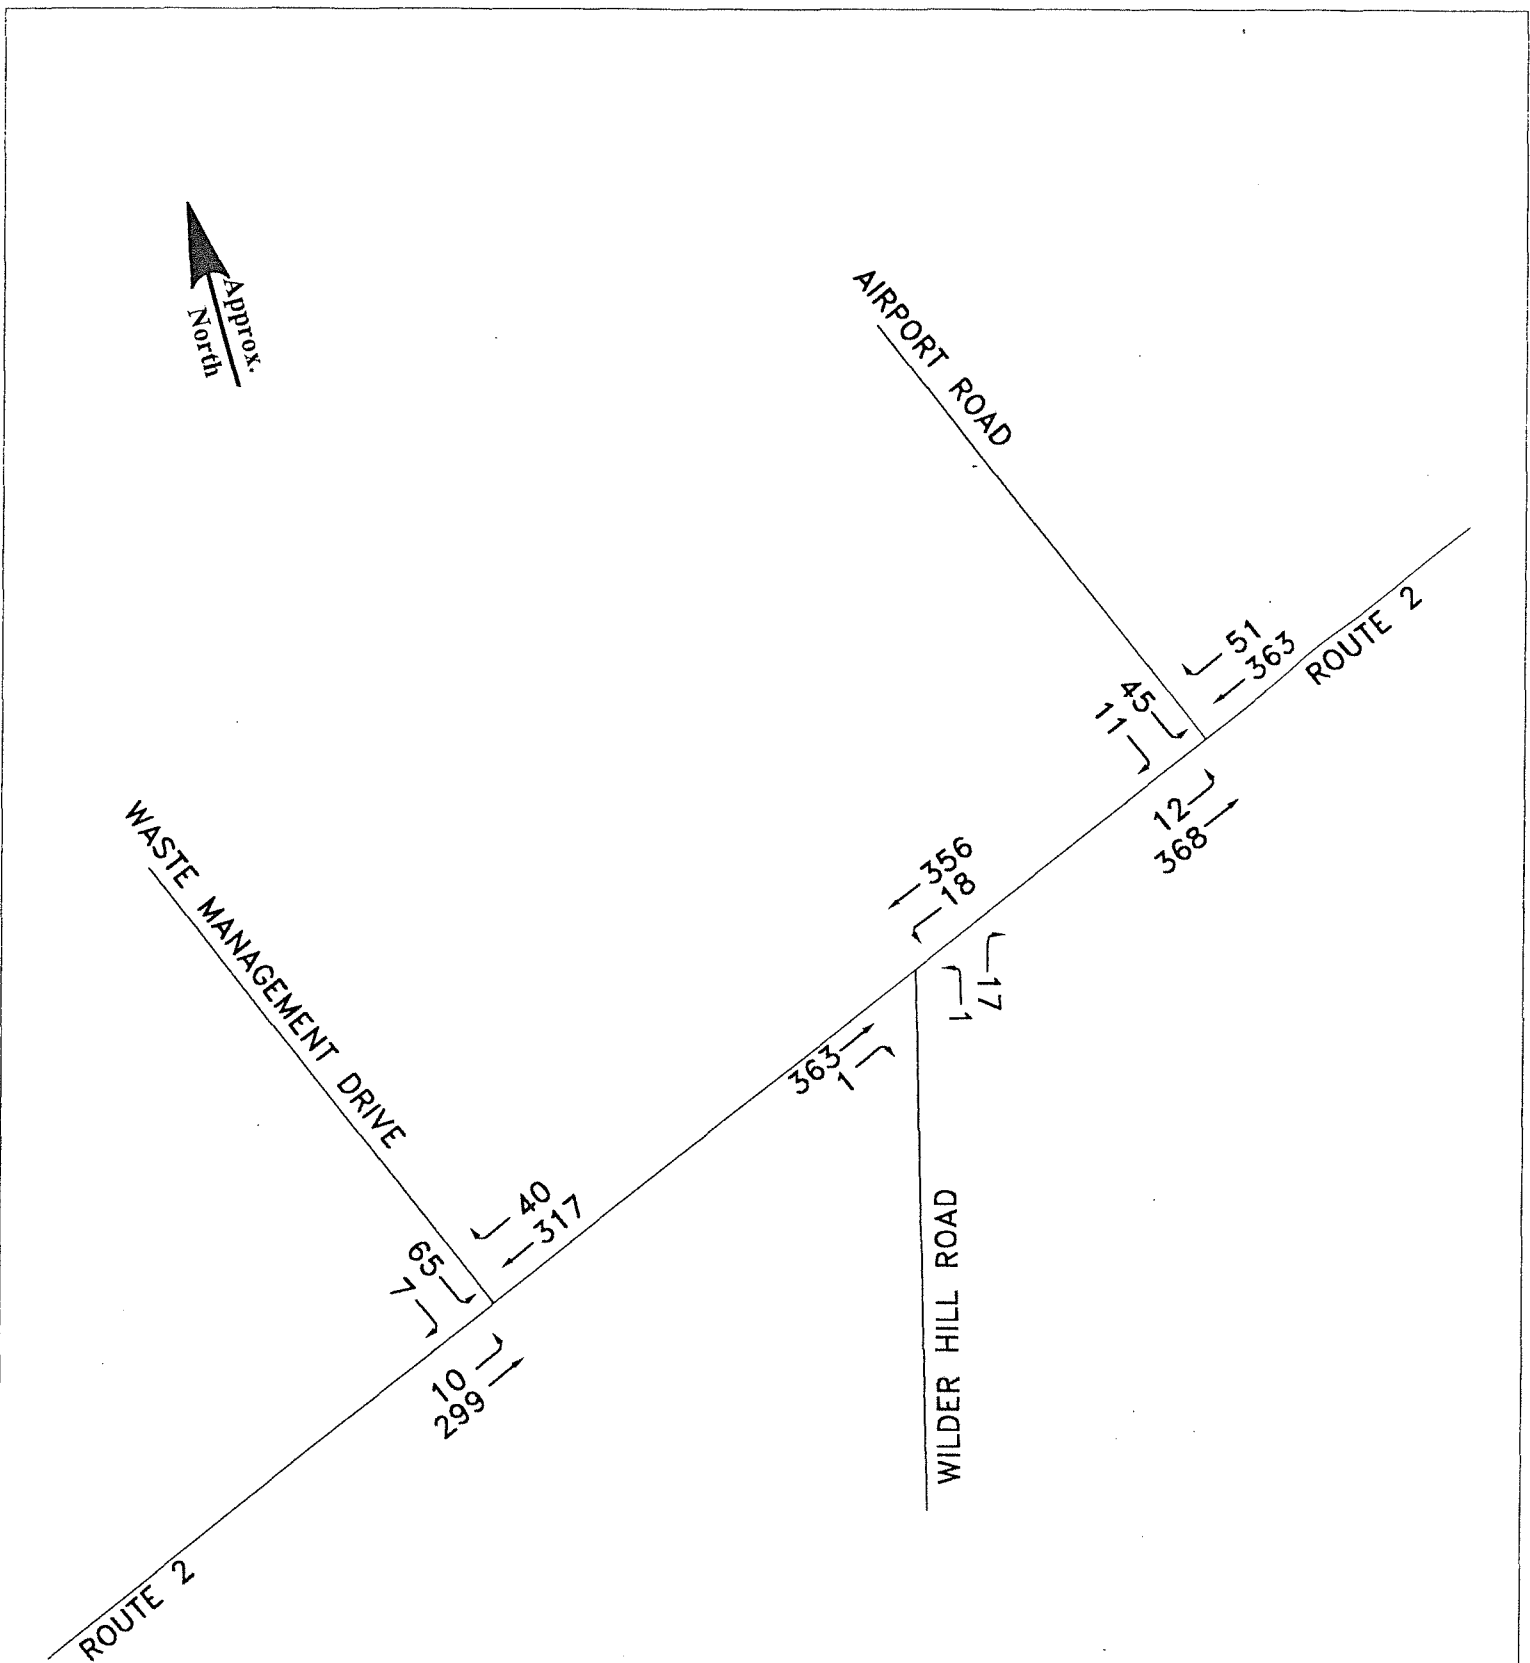 Approx.
North
AIRPORT ROAD
ROUTE 2
51
363
45
11
12
368
356
18
17
1
363
1
WASTE MANAGEMENT DRIVE
40
317
65
7
10
299
WILDER HILL ROAD
ROUTE 2